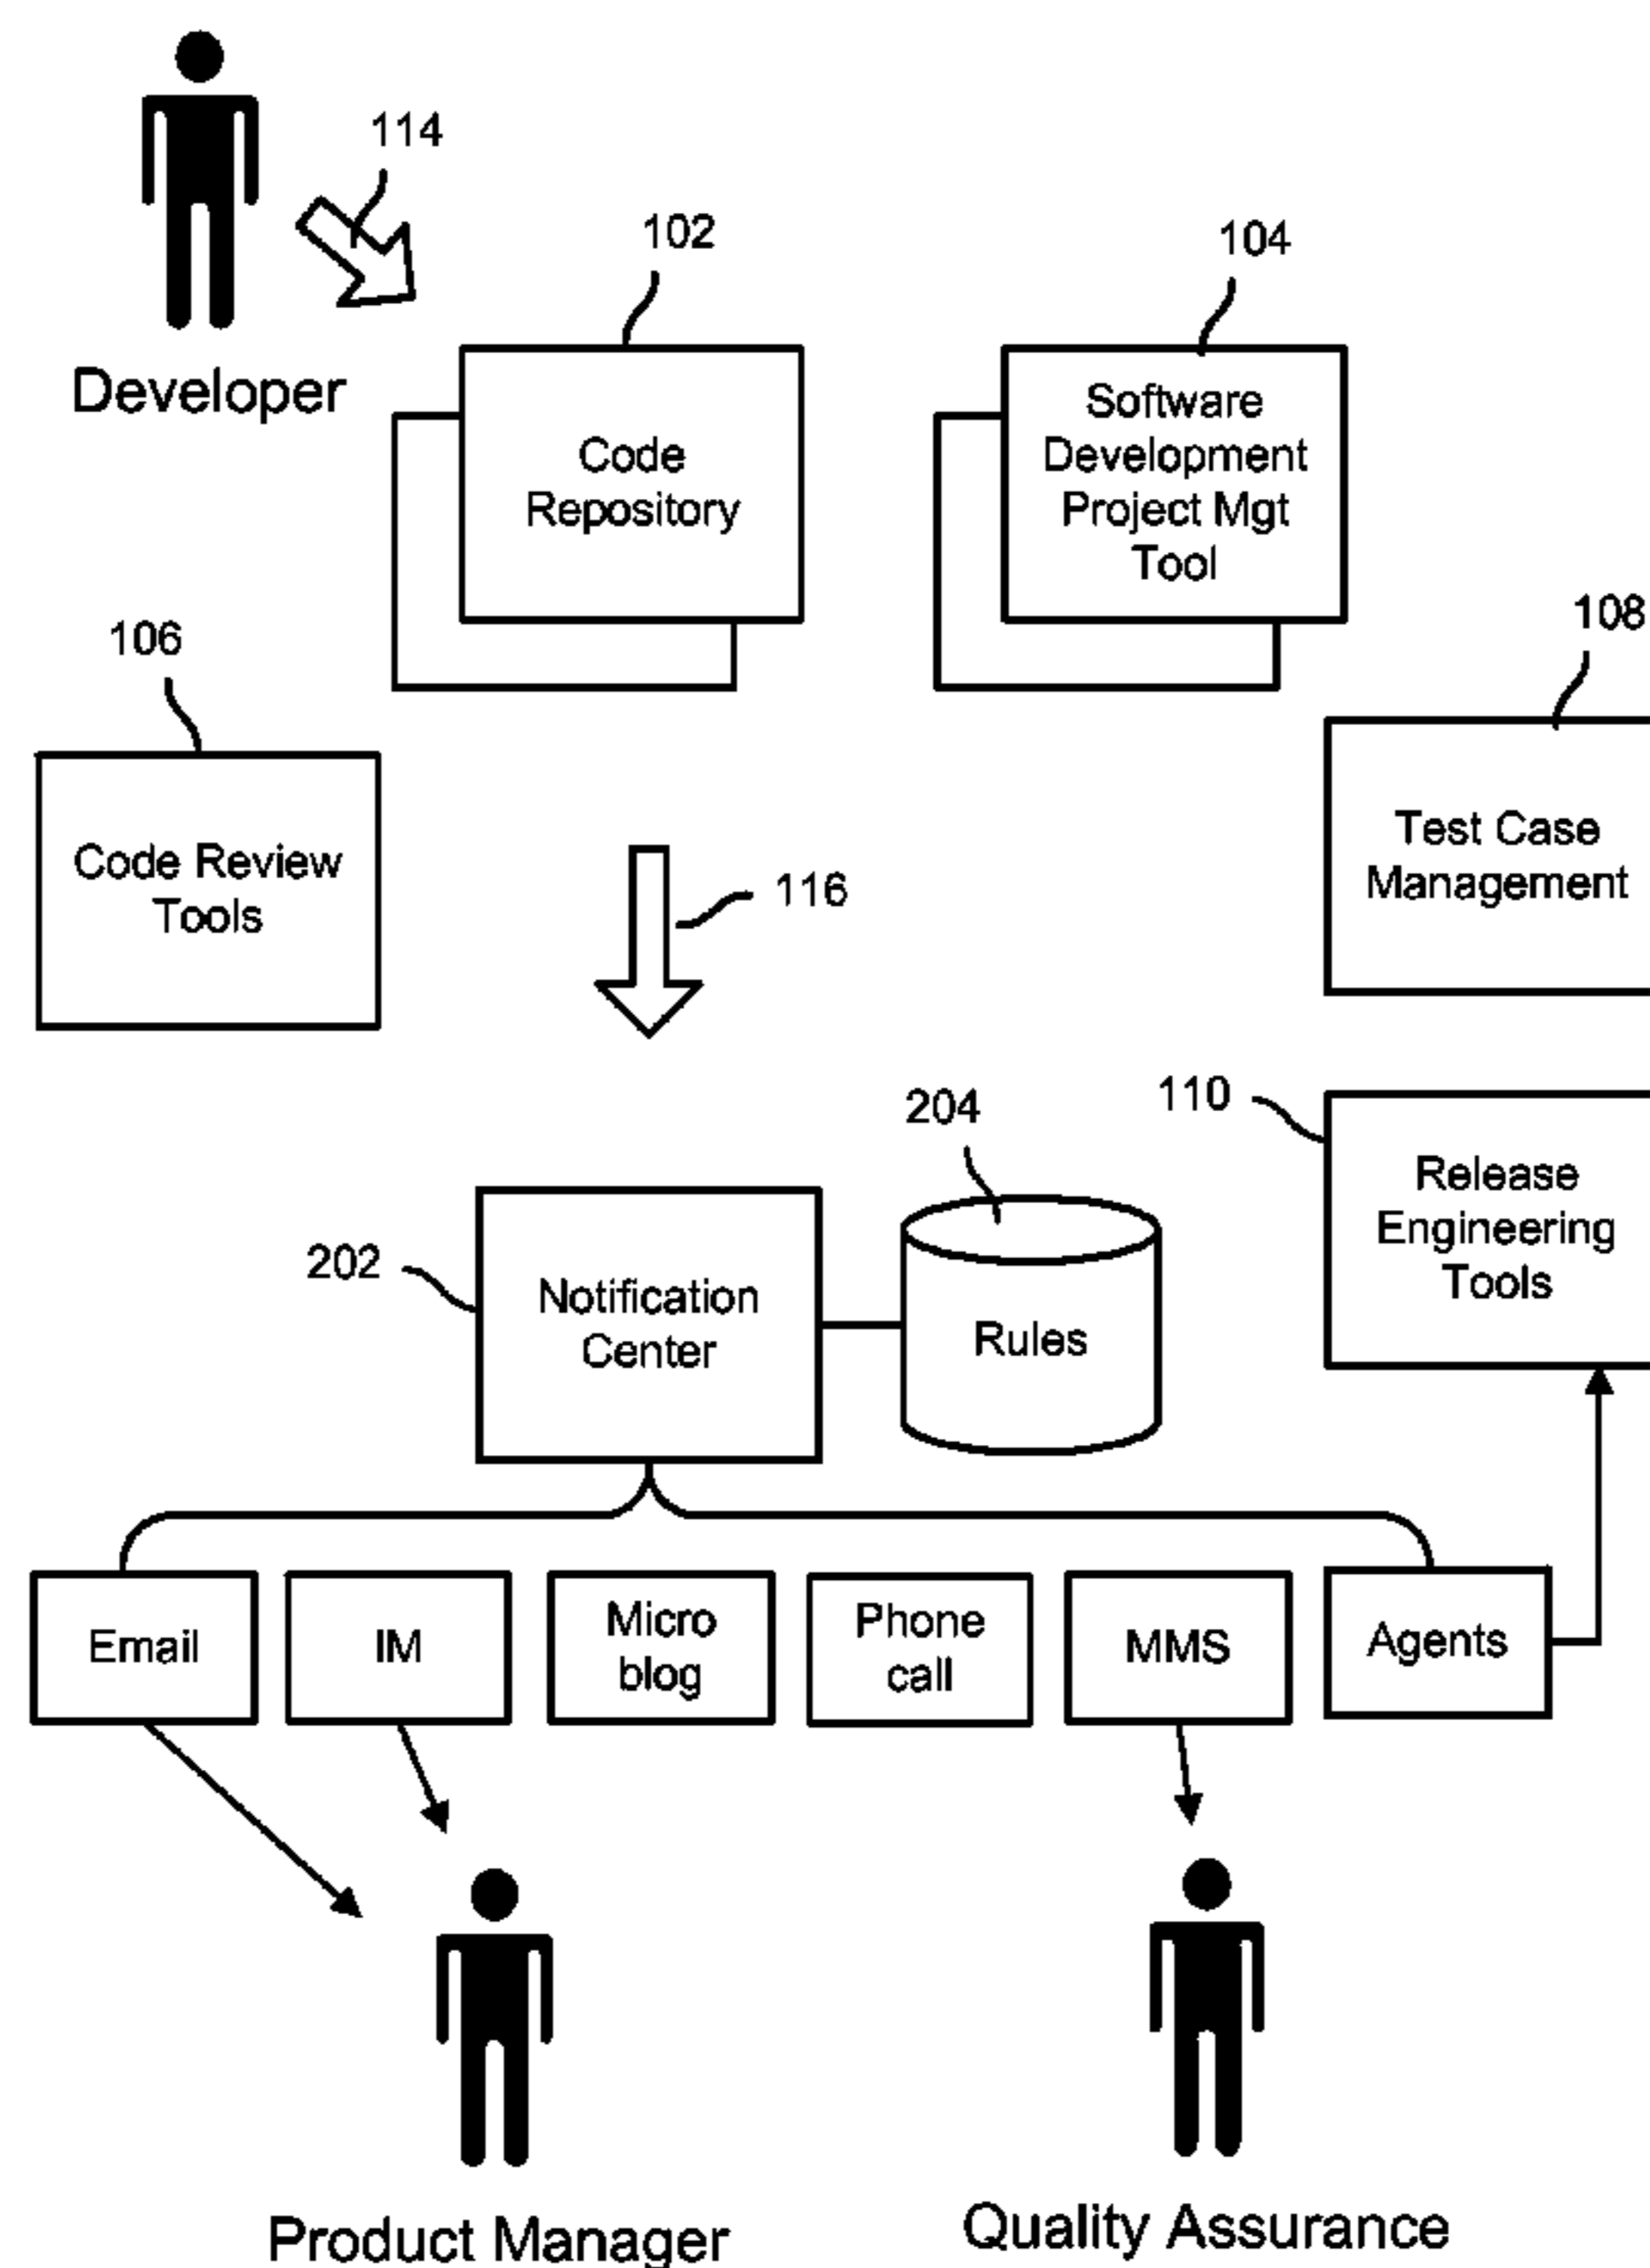 114
Developer
102
104
Code
Repository
Software
Development
Project Mgt
Tool
106
108
Code Review
Tools
116
Test Case
Management
204
110
202
Notification
Center
Rules
Release
Engineering
Tools
Email
IM
Micro
blog
Phone
call
MMS
Agents
Product Manager
Quality Assurance